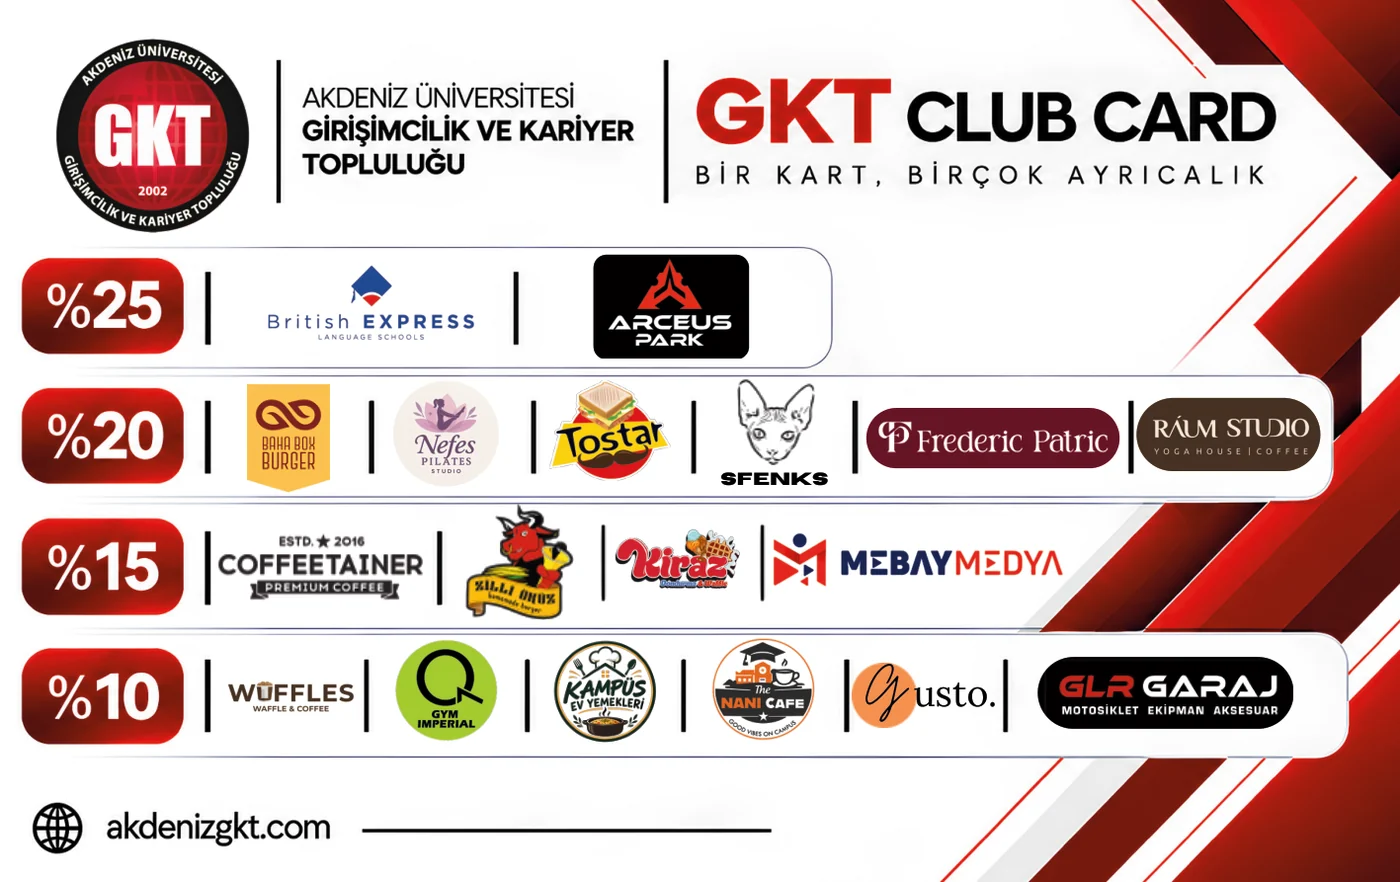 AKDENİZ ÜNİVERSİTESİ
GKT
2002
GİRİŞİMCİLİK VE KARİYER TOPLULUĞU
AKDENİZ ÜNİVERSİTESİ
GİRİŞİMCİLİK VE KARİYER
TOPLULUĞU
GKT CLUB CARD
BİR KART, BİRÇOK AYRICALIK
%25
British EXPRESS
LANGUAGE SCHOOLS
ARCEUS
PARK
%20
BAHA BOX
BURGER
Nefes
PILATES
STUDIO
Tostar
SFENKS
FP Frederic Patric
RÁUM STUDIO
YOGA HOUSE | COFFEE
%15
ESTD. ★ 2016
COFFEETAINER
PREMIUM COFFEE
ZİLLİ ÖKÜZ
homemade burger
Kiraz
MEBAYMEDYA
%10
WUFFLES
WAFFLE & COFFEE
GYM
IMPERIAL
KAMPÜS
EV YEMEKLERİ
The
NANI CAFE
GOOD VIBES ON CAMPUS
Gusto.
GLR GARAJ
MOTOSİKLET EKİPMAN AKSESUAR
akdenizgkt.com